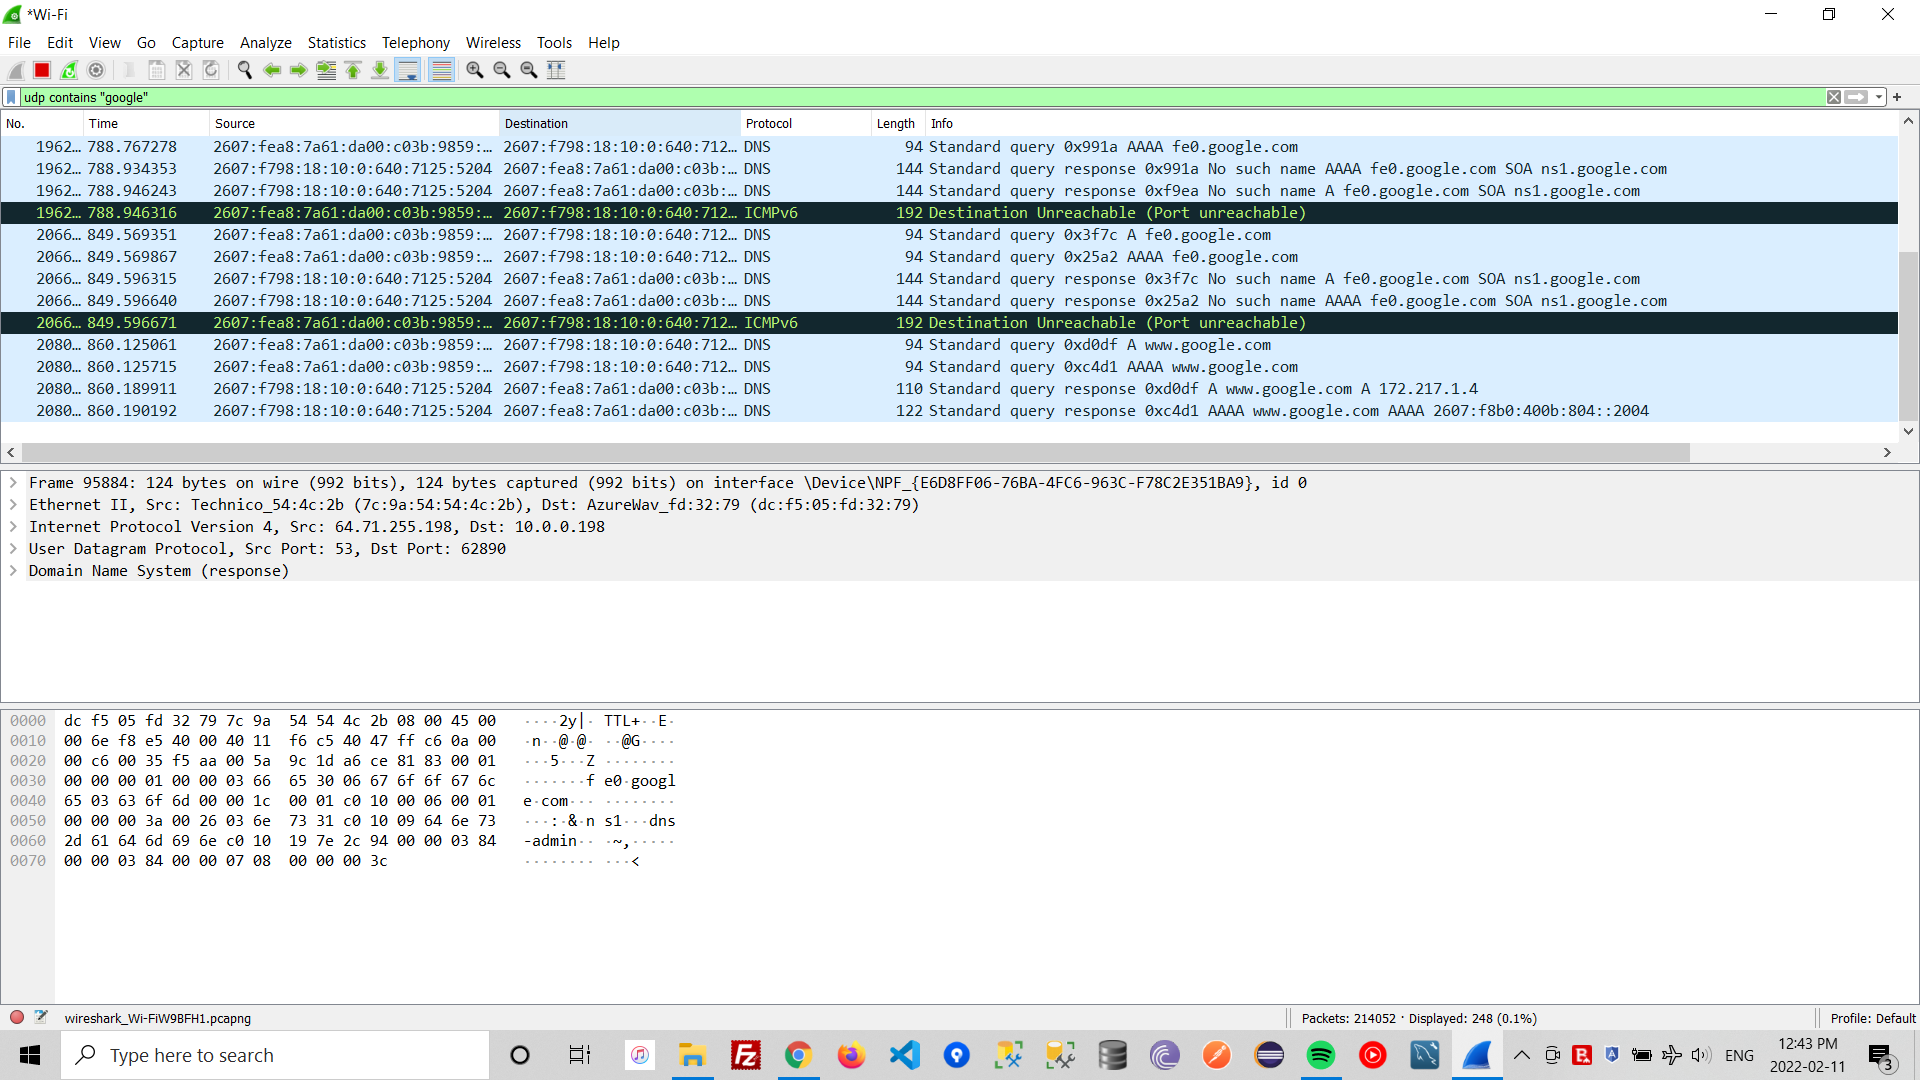 *Wi-Fi
File Edit View Go Capture Analyze Statistics Telephony Wireless Tools Help
udp contains "google"
No. Time Source Destination Protocol Length Info
1962… 788.767278 2607:fea8:7a61:da00:c03b:9859:… 2607:f798:18:10:0:640:712… DNS 94 Standard query 0x991a AAAA fe0.google.com
1962… 788.934353 2607:f798:18:10:0:640:7125:5204 2607:fea8:7a61:da00:c03b:… DNS 144 Standard query response 0x991a No such name AAAA fe0.google.com SOA ns1.google.com
1962… 788.946243 2607:f798:18:10:0:640:7125:5204 2607:fea8:7a61:da00:c03b:… DNS 144 Standard query response 0xf9ea No such name A fe0.google.com SOA ns1.google.com
1962… 788.946316 2607:fea8:7a61:da00:c03b:9859:… 2607:f798:18:10:0:640:712… ICMPv6 192 Destination Unreachable (Port unreachable)
2066… 849.569351 2607:fea8:7a61:da00:c03b:9859:… 2607:f798:18:10:0:640:712… DNS 94 Standard query 0x3f7c A fe0.google.com
2066… 849.569867 2607:fea8:7a61:da00:c03b:9859:… 2607:f798:18:10:0:640:712… DNS 94 Standard query 0x25a2 AAAA fe0.google.com
2066… 849.596315 2607:f798:18:10:0:640:7125:5204 2607:fea8:7a61:da00:c03b:… DNS 144 Standard query response 0x3f7c No such name A fe0.google.com SOA ns1.google.com
2066… 849.596640 2607:f798:18:10:0:640:7125:5204 2607:fea8:7a61:da00:c03b:… DNS 144 Standard query response 0x25a2 No such name AAAA fe0.google.com SOA ns1.google.com
2066… 849.596671 2607:fea8:7a61:da00:c03b:9859:… 2607:f798:18:10:0:640:712… ICMPv6 192 Destination Unreachable (Port unreachable)
2080… 860.125061 2607:fea8:7a61:da00:c03b:9859:… 2607:f798:18:10:0:640:712… DNS 94 Standard query 0xd0df A www.google.com
2080… 860.125715 2607:fea8:7a61:da00:c03b:9859:… 2607:f798:18:10:0:640:712… DNS 94 Standard query 0xc4d1 AAAA www.google.com
2080… 860.189911 2607:f798:18:10:0:640:7125:5204 2607:fea8:7a61:da00:c03b:… DNS 110 Standard query response 0xd0df A www.google.com A 172.217.1.4
2080… 860.190192 2607:f798:18:10:0:640:7125:5204 2607:fea8:7a61:da00:c03b:… DNS 122 Standard query response 0xc4d1 AAAA www.google.com AAAA 2607:f8b0:400b:804::2004
Frame 95884: 124 bytes on wire (992 bits), 124 bytes captured (992 bits) on interface \Device\NPF_{E6D8FF06-76BA-4FC6-963C-F78C2E351BA9}, id 0
Ethernet II, Src: Technico_54:4c:2b (7c:9a:54:54:4c:2b), Dst: AzureWav_fd:32:79 (dc:f5:05:fd:32:79)
Internet Protocol Version 4, Src: 64.71.255.198, Dst: 10.0.0.198
User Datagram Protocol, Src Port: 53, Dst Port: 62890
Domain Name System (response)
0000 dc f5 05 fd 32 79 7c 9a 54 54 4c 2b 08 00 45 00 ····2y|· TTL+··E·
0010 00 6e f8 e5 40 00 40 11 f6 c5 40 47 ff c6 0a 00 ·n··@·@· ··@G····
0020 00 c6 00 35 f5 aa 00 5a 9c 1d a6 ce 81 83 00 01 ···5···Z ········
0030 00 00 00 01 00 00 03 66 65 30 06 67 6f 6f 67 6c ·······f e0·googl
0040 65 03 63 6f 6d 00 00 1c 00 01 c0 10 00 06 00 01 e·com··· ········
0050 00 00 00 3a 00 26 03 6e 73 31 c0 10 09 64 6e 73 ···:·&·n s1···dns
0060 2d 61 64 6d 69 6e c0 10 19 7e 2c 94 00 00 03 84 -admin·· ·~,·····
0070 00 00 03 84 00 00 07 08 00 00 00 3c ········ ···<
wireshark_Wi-FiW9BFH1.pcapng Packets: 214052 · Displayed: 248 (0.1%) Profile: Default
Type here to search
ENG
12:43 PM
2022-02-11
3